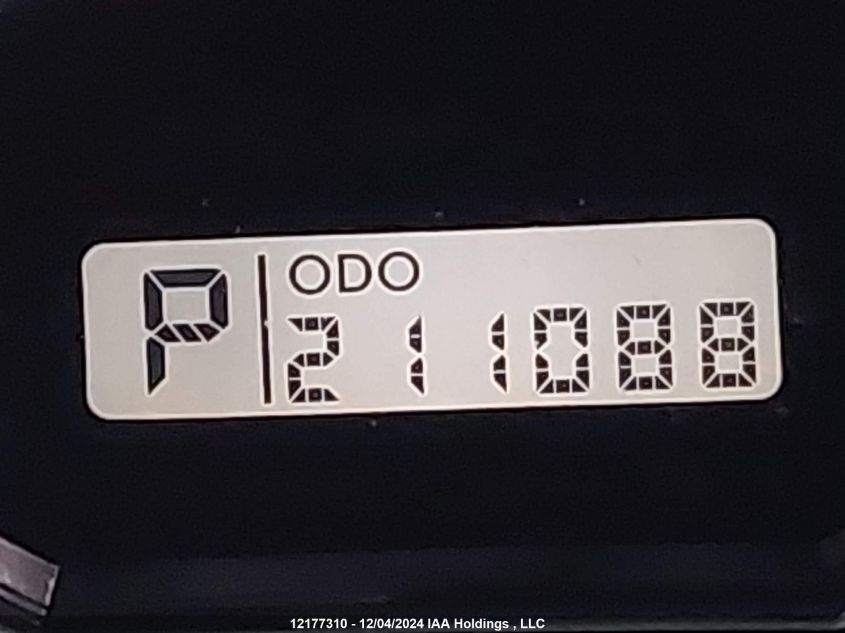 P
ODO
211088
12177310 - 12/04/2024 IAA Holdings , LLC